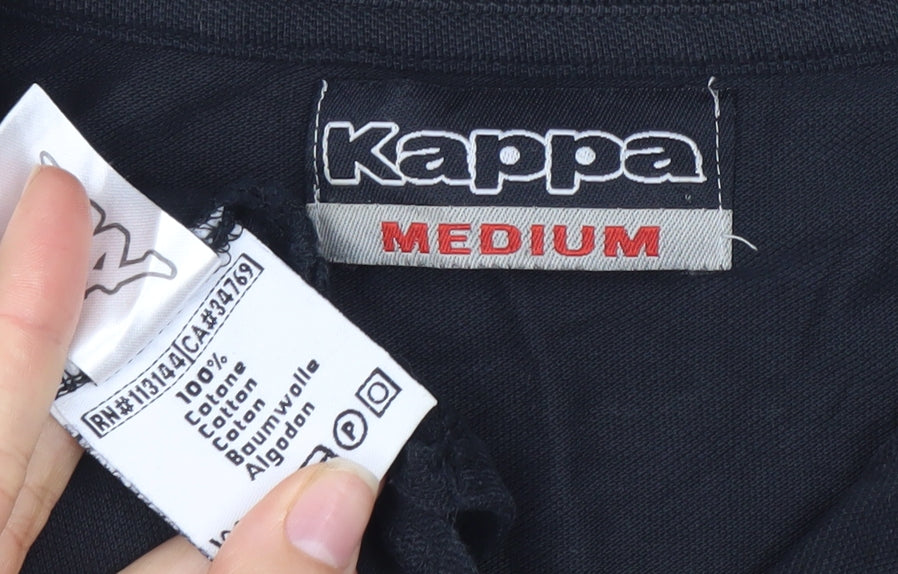 Kappa
MEDIUM
RN#113144 CA#34769
100%
Cotone
Cotton
Coton
Baumwolle
Algodon
P